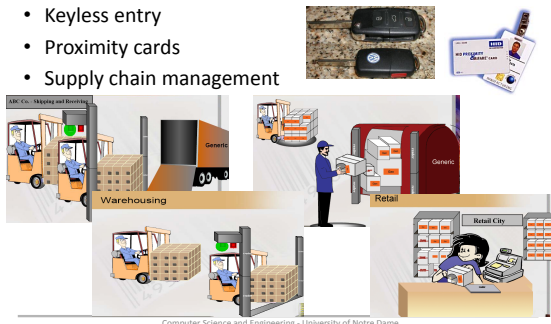 • Keyless entry
• Proximity cards
• Supply chain management
HID PROXIMITY
ABC Co. - Shipping and Receiving
Generic
Generic
Warehousing
Retail
Retail City
Computer Science and Engineering - University of Notre Dame